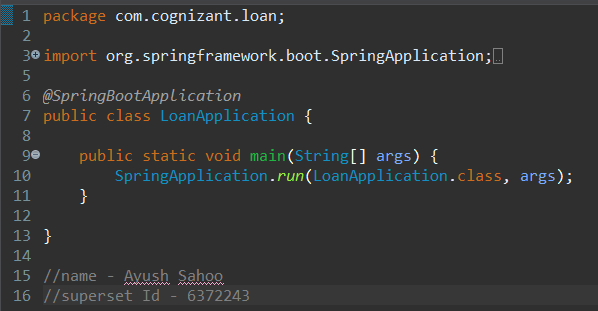 1 package com.cognizant.loan;
2
3 import org.springframework.boot.SpringApplication;
5
6 @SpringBootApplication
7 public class LoanApplication {
8
9 public static void main(String[] args) {
10 SpringApplication.run(LoanApplication.class, args);
11 }
12
13 }
14
15 //name - Ayush Sahoo
16 //superset Id - 6372243